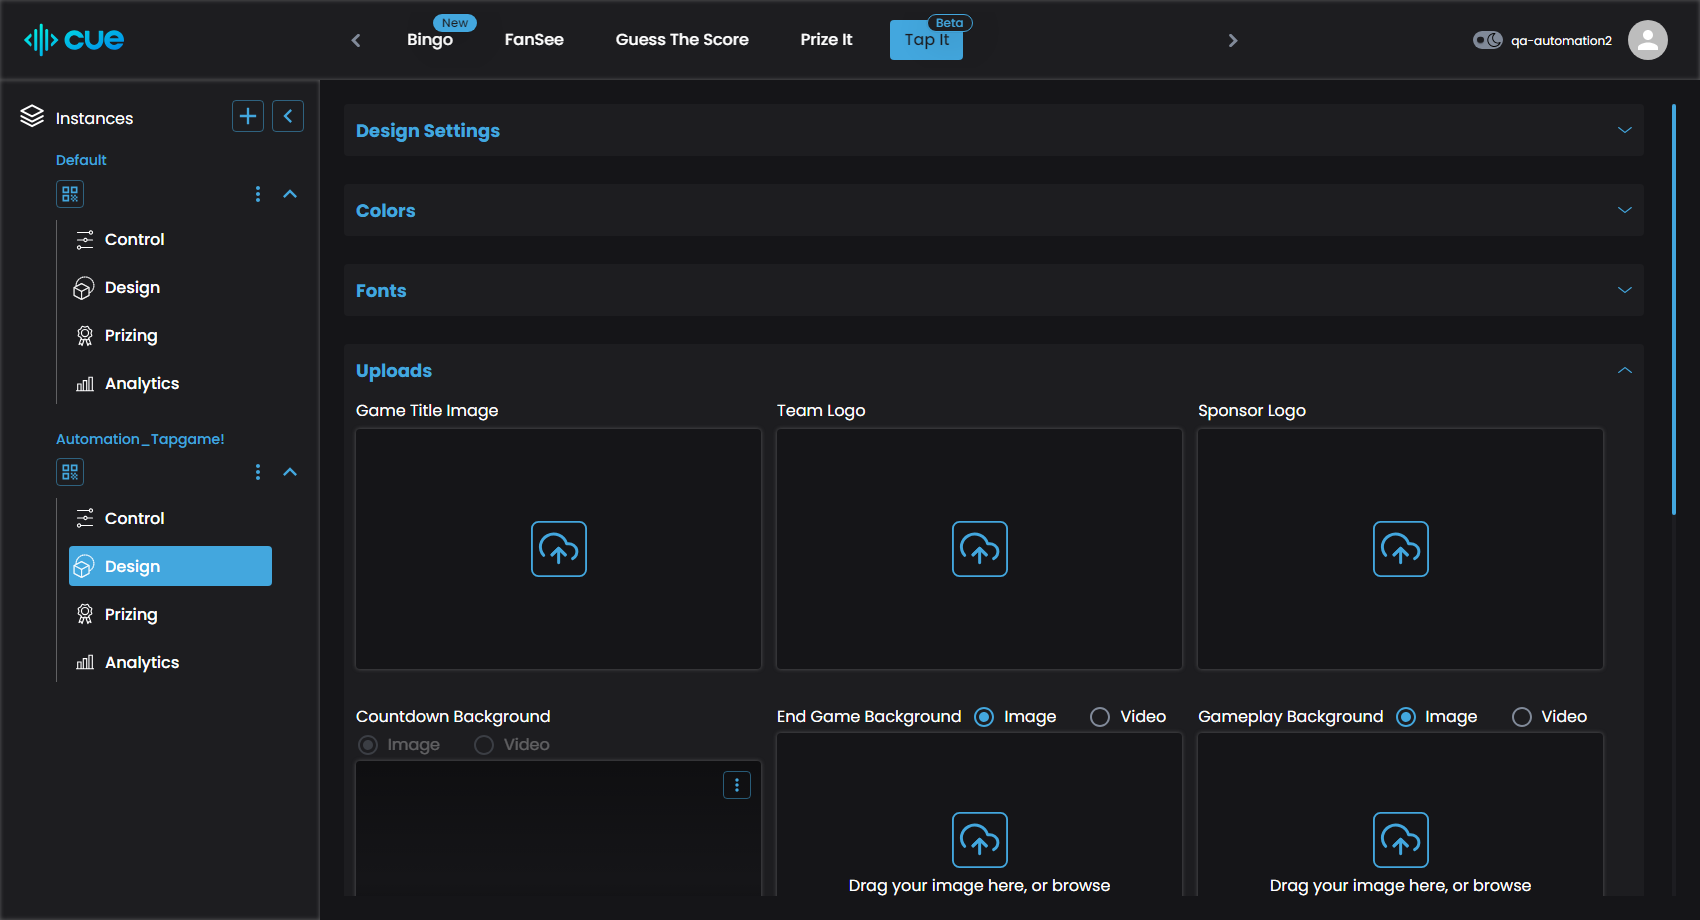 cue
New
Bingo
FanSee
Guess The Score
Prize It
Beta
Tap It
qa-automation2
Instances
Default
Control
Design
Prizing
Analytics
Automation_Tapgame!
Control
Design
Prizing
Analytics
Design Settings
Colors
Fonts
Uploads
Game Title Image
Team Logo
Sponsor Logo
Countdown Background
Image Video
End Game Background Image Video
Gameplay Background Image Video
Drag your image here, or browse
Drag your image here, or browse